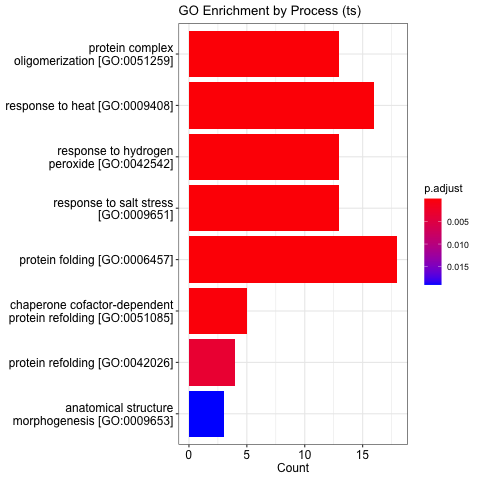 GO Enrichment by Process (ts)
protein complex
oligomerization [GO:0051259]
response to heat [GO:0009408]
response to hydrogen
peroxide [GO:0042542]
response to salt stress
[GO:0009651]
protein folding [GO:0006457]
chaperone cofactor-dependent
protein refolding [GO:0051085]
protein refolding [GO:0042026]
anatomical structure
morphogenesis [GO:0009653]
0 5 10 15
Count
p.adjust
0.005
0.010
0.015